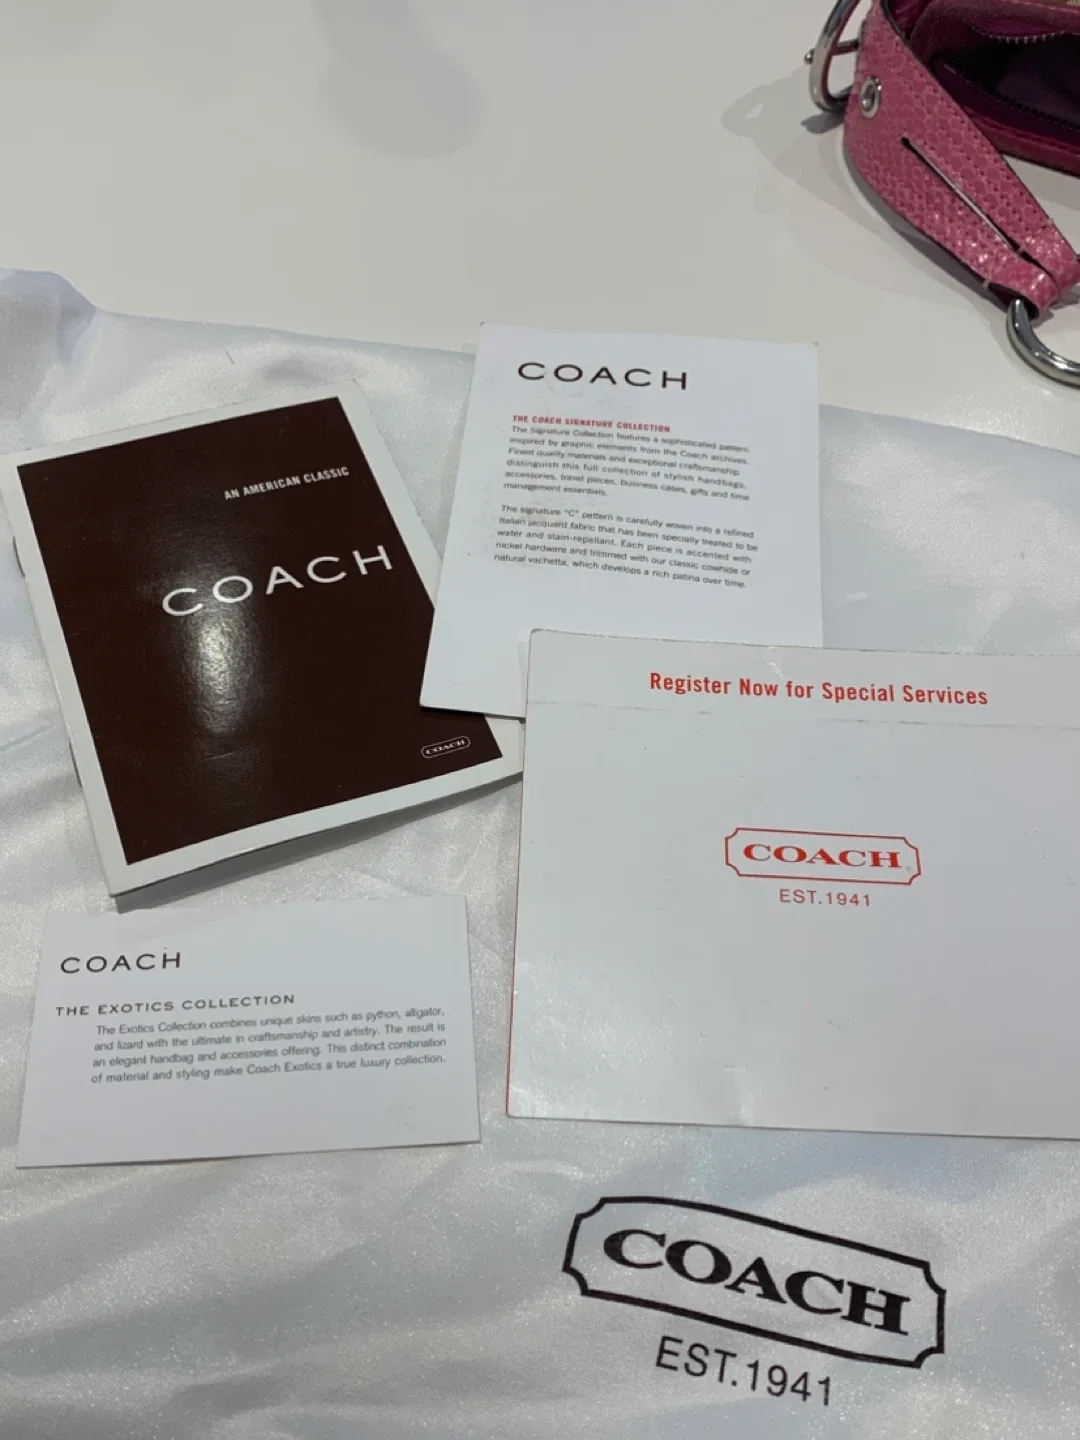 AN AMERICAN CLASSIC
COACH
COACH
COACH
THE COACH SIGNATURE COLLECTION
The Signature Collection features a sophisticated pattern
inspired by graphic elements from the Coach archives.
Finest quality materials and exceptional craftsmanship
distinguish this full collection of stylish handbags,
accessories, travel pieces, business cases, gifts and time
management essentials.
The signature "C" pattern is carefully woven into a refined
Italian jacquard fabric that has been specially treated to be
water and stain-repellant. Each piece is accented with
nickel hardware and trimmed with our classic cowhide or
natural vachetta, which develops a rich patina over time.
Register Now for Special Services
COACH
EST.1941
COACH
THE EXOTICS COLLECTION
The Exotics Collection combines unique skins such as python, alligator,
and lizard with the ultimate in craftsmanship and artistry. The result is
an elegant handbag and accessories offering. This distinct combination
of material and styling make Coach Exotics a true luxury collection.
COACH
EST.1941